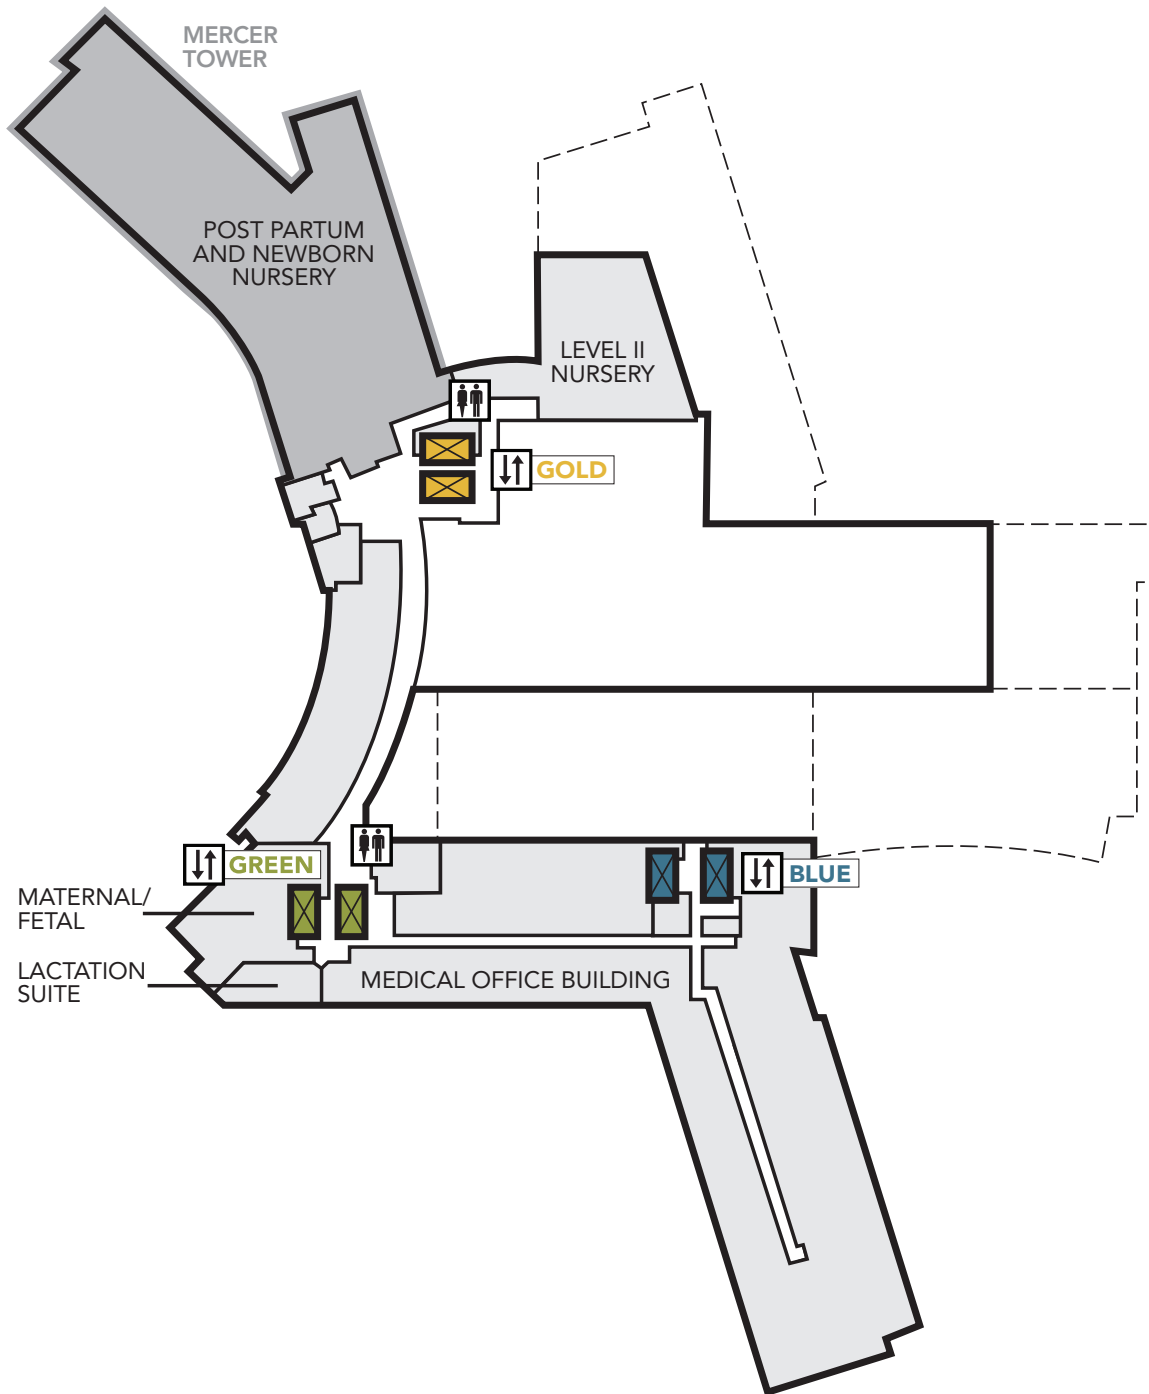 MERCER
TOWER
POST PARTUM
AND NEWBORN
NURSERY
LEVEL II
NURSERY
GOLD
GREEN
BLUE
MATERNAL/
FETAL
LACTATION
SUITE
MEDICAL OFFICE BUILDING